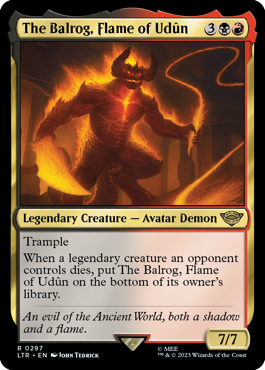 The Balrog, Flame of Udûn 3
Legendary Creature — Avatar Demon
Trample
When a legendary creature an opponent
controls dies, put The Balrog, Flame
of Udûn on the bottom of its owner's
library.
An evil of the Ancient World, both a shadow
and a flame.
7/7
R 0297 © MEE
LTR • EN JOHN TEDRICK ™ & © 2023 Wizards of the Coast